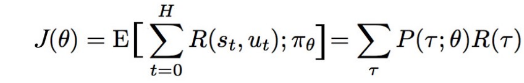 J(θ) = E[ ∑_{t=0}^{H} R(s_t, u_t); π_θ ] = ∑_τ P(τ; θ)R(τ)